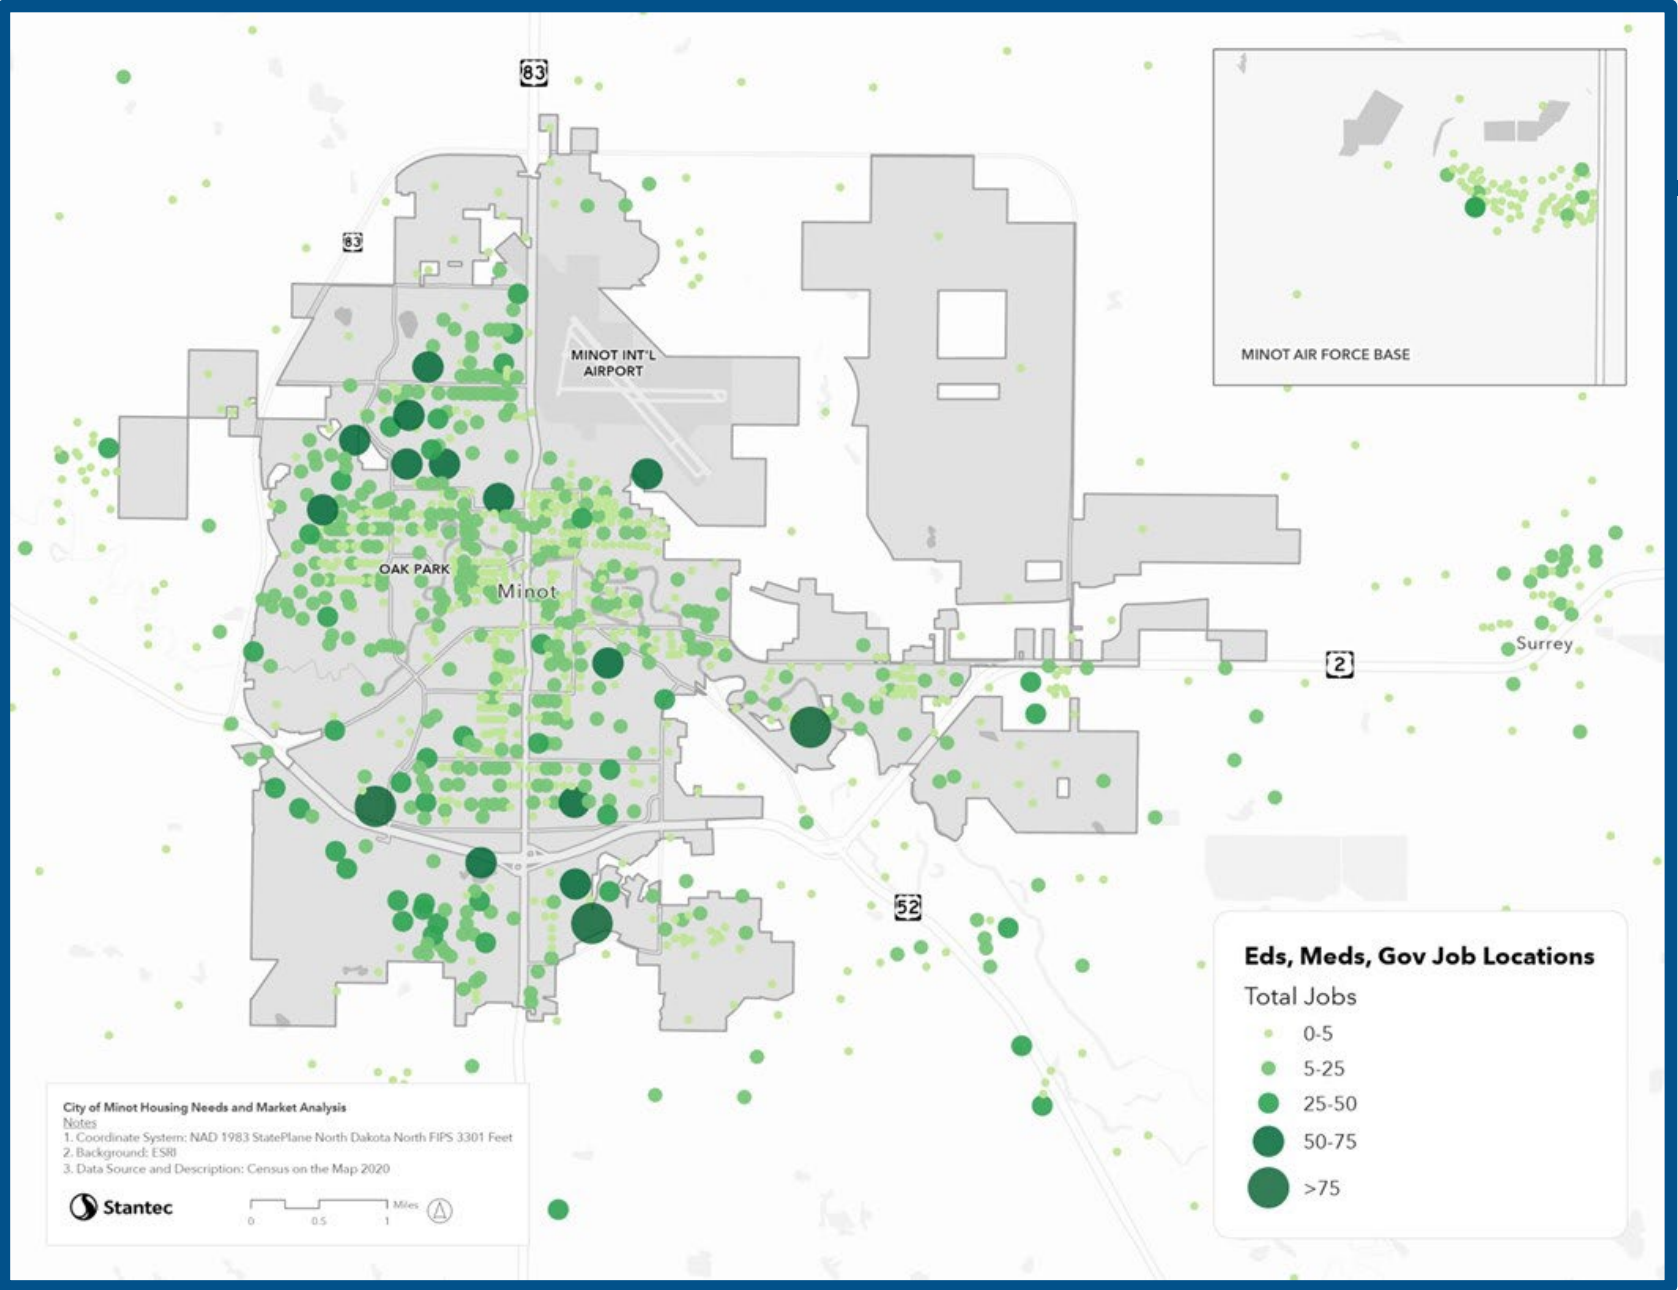 83
83
MINOT INT'L
AIRPORT
MINOT AIR FORCE BASE
OAK PARK
Minot
Surrey
2
52
Eds, Meds, Gov Job Locations
Total Jobs
0-5
5-25
25-50
50-75
>75
City of Minot Housing Needs and Market Analysis
Notes
1. Coordinate System: NAD 1983 StatePlane North Dakota North FIPS 3301 Feet
2. Background: ESRI
3. Data Source and Description: Census on the Map 2020
Stantec
Miles
0 0.5 1